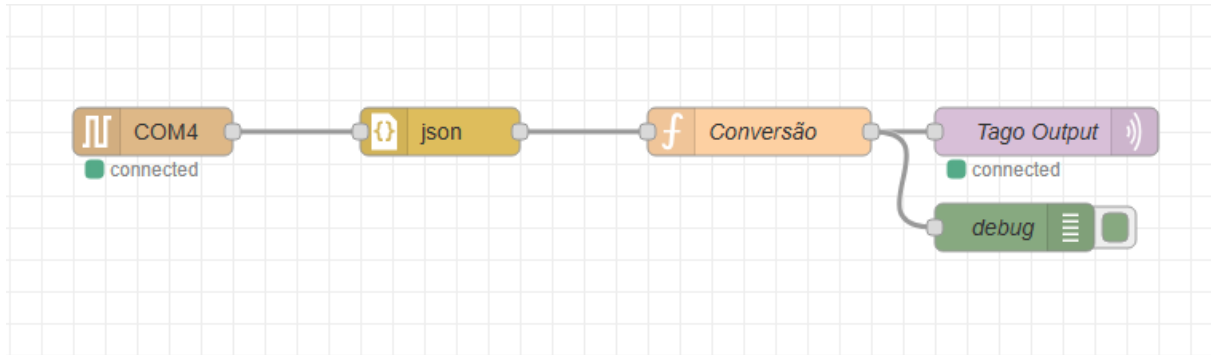 COM4
json
Conversão
Tago Output
connected
connected
debug